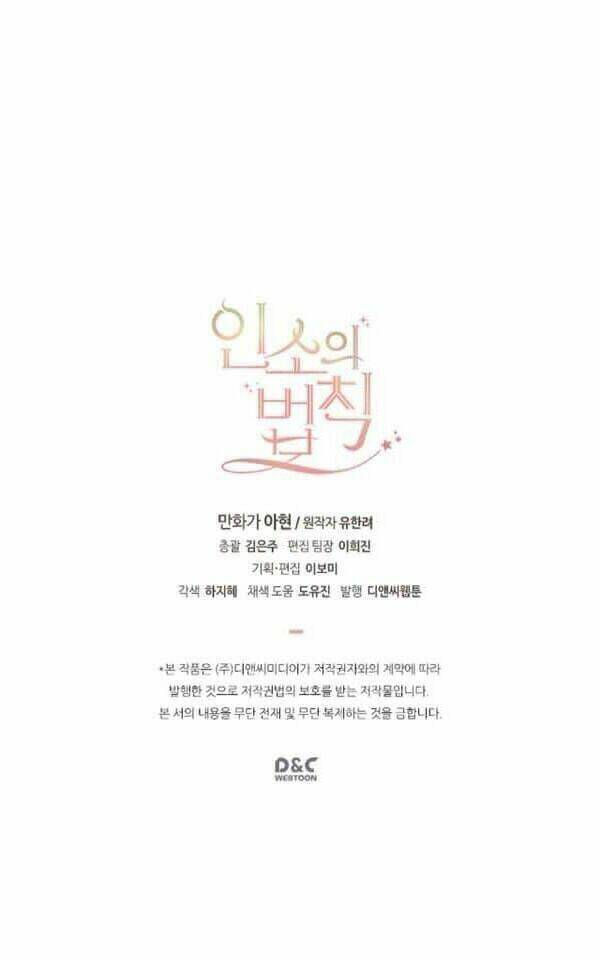 인소의
법칙
만화가 아현 / 원작자 유한려
총괄 김은주 편집 팀장 이희진
기획·편집 이보미
각색 하지혜 채색 도움 도유진 발행 디앤씨웹툰
*본 작품은 (주)디앤씨미디어가 저작권자와의 계약에 따라
발행한 것으로 저작권법의 보호를 받는 저작물입니다.
본 서의 내용을 무단 전재 및 무단 복제하는 것을 금합니다.
D&C
WEBTOON